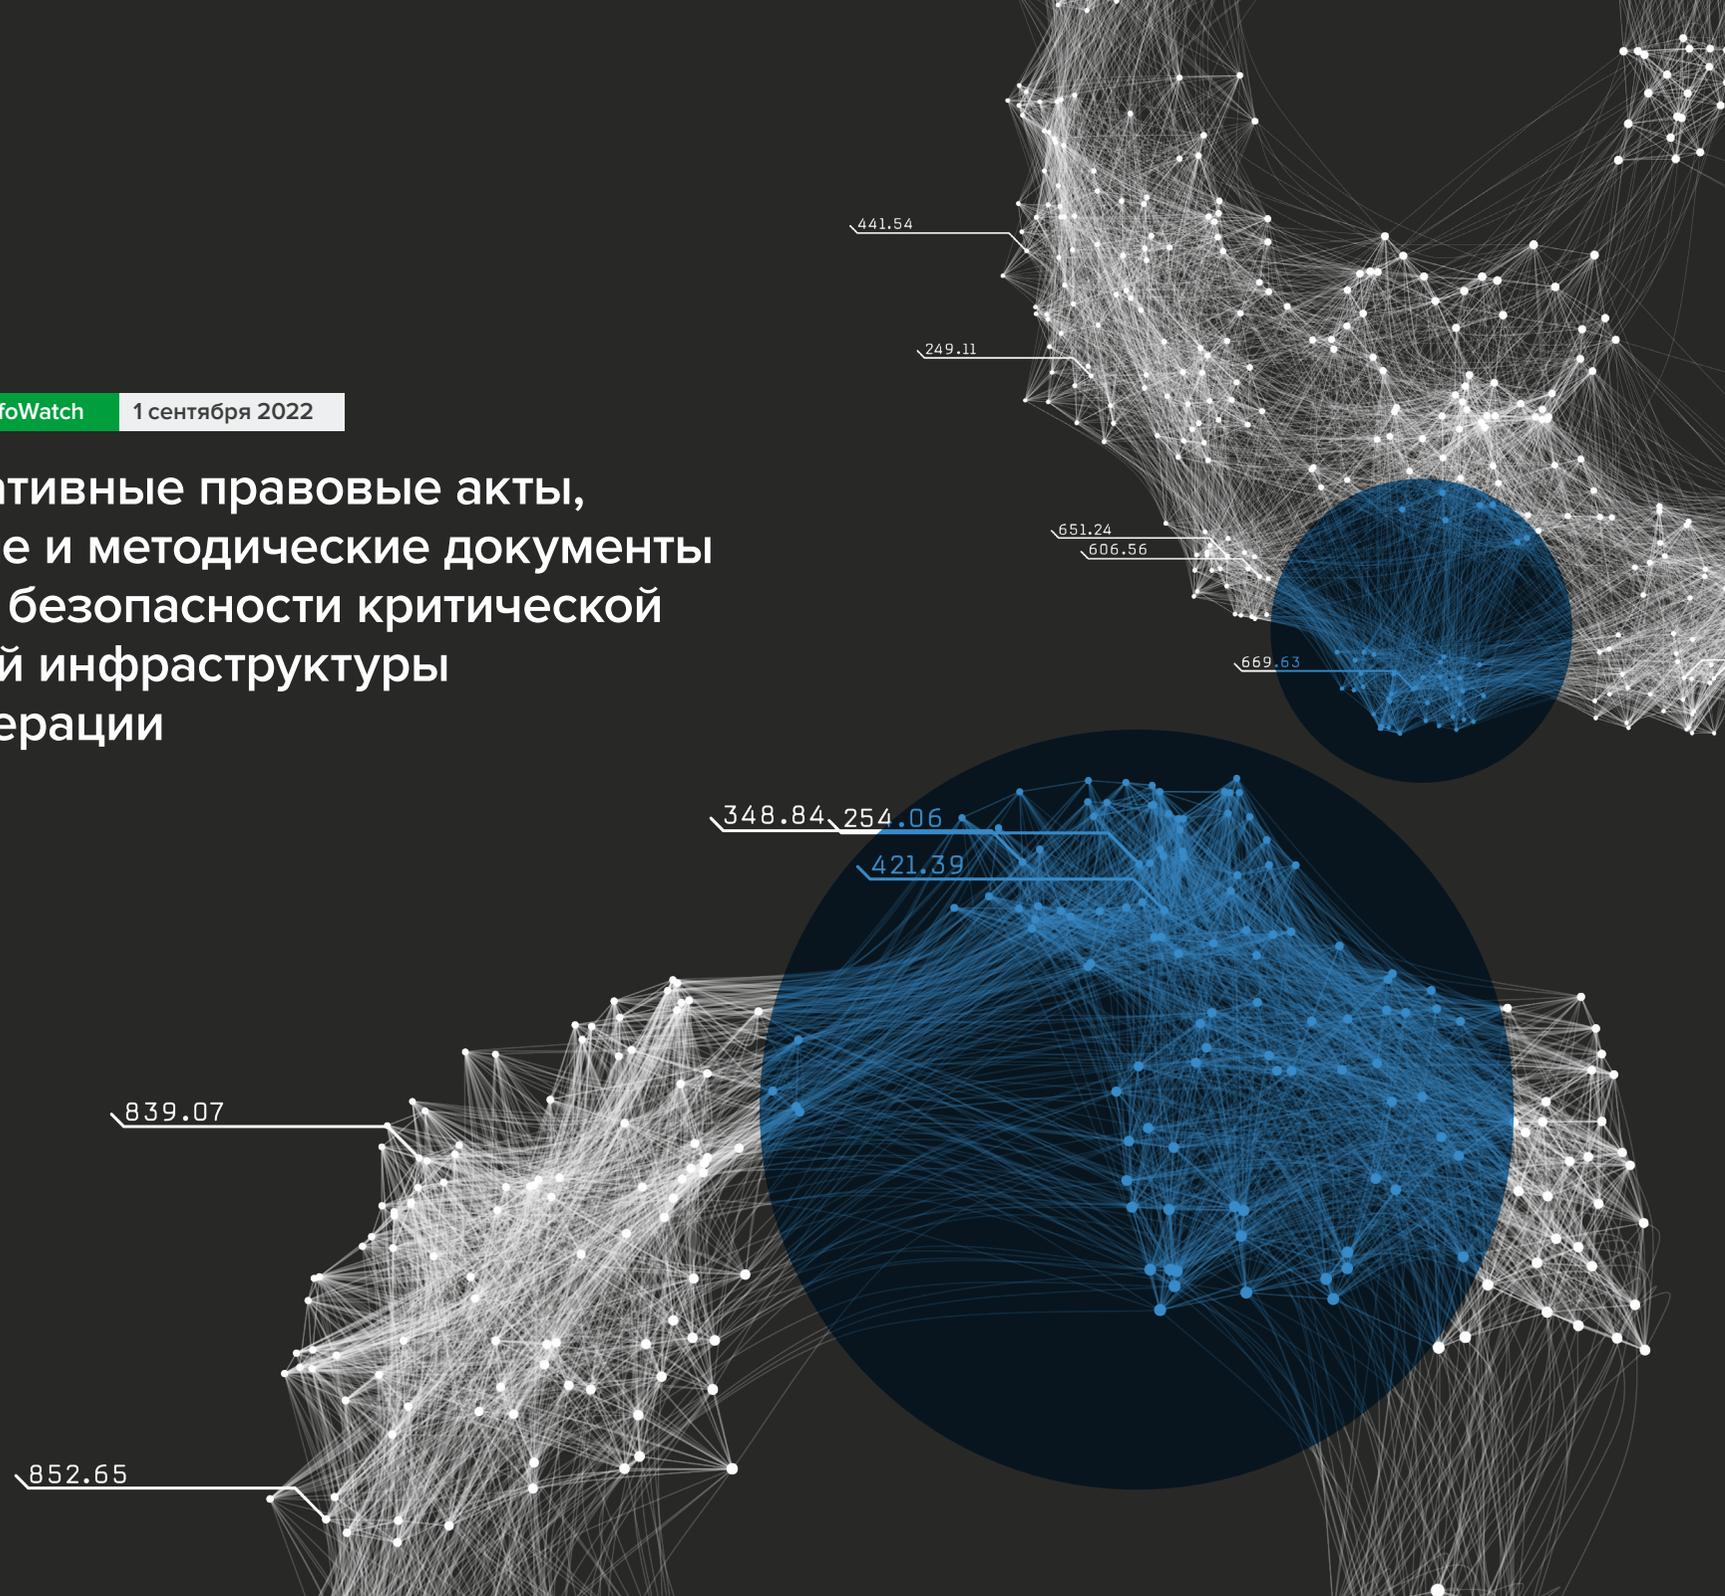 441.54
249.11
foWatch 1 сентября 2022
ативные правовые акты,
е и методические документы
безопасности критической
й инфраструктуры
ерации
651.24
606.56
669.63
348.84 254.06
421.39
839.07
852.65